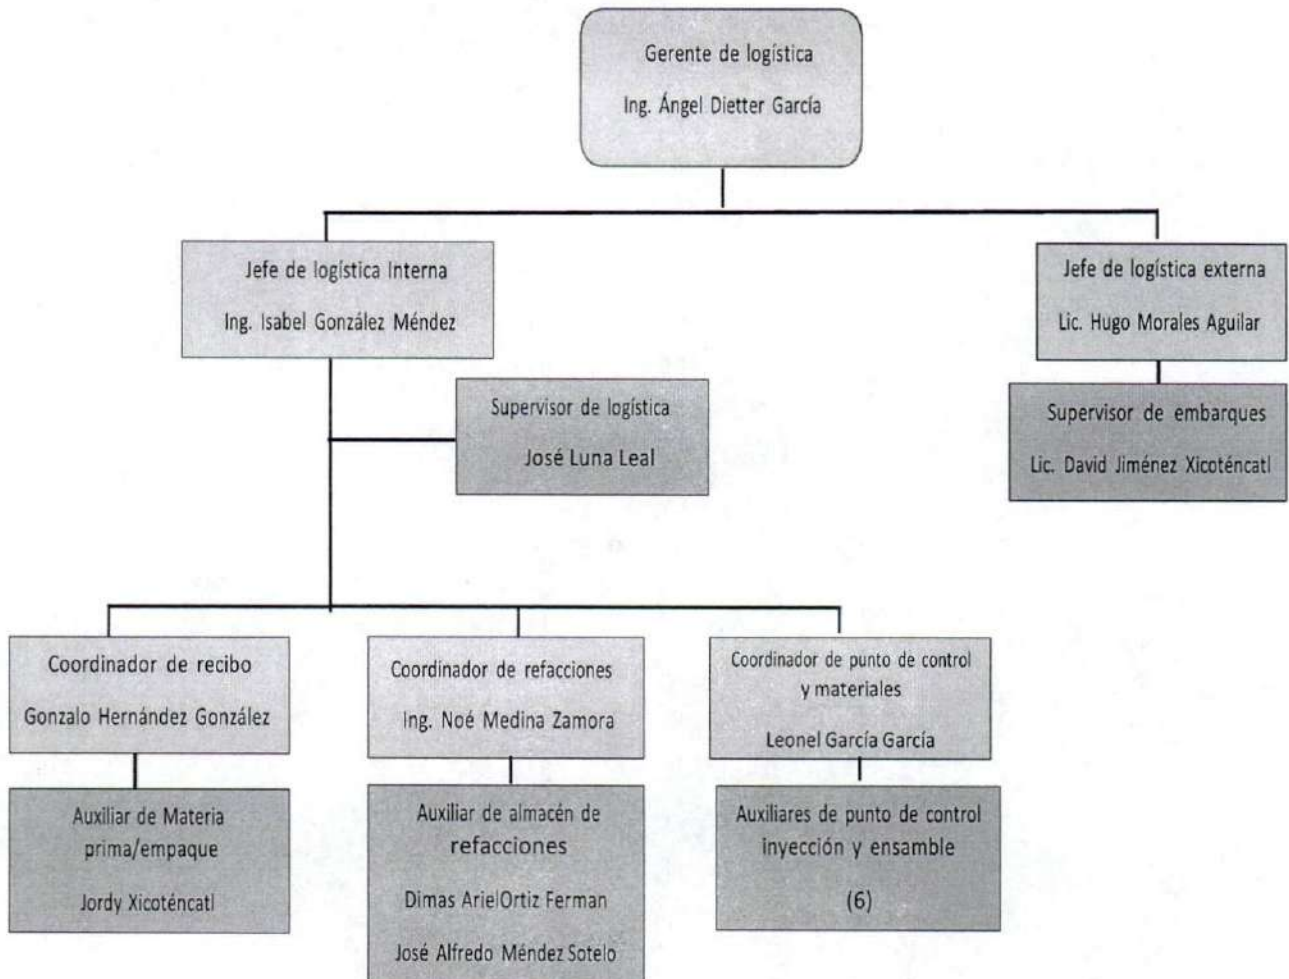 Gerente de logística
Ing. Ángel Dietter García
Jefe de logística Interna
Ing. Isabel González Méndez
Jefe de logística externa
Lic. Hugo Morales Aguilar
Supervisor de logística
José Luna Leal
Supervisor de embarques
Lic. David Jiménez Xicoténcatl
Coordinador de recibo
Gonzalo Hernández González
Coordinador de refacciones
Ing. Noé Medina Zamora
Coordinador de punto de control
y materiales
Leonel García García
Auxiliar de Materia
prima/empaque
Jordy Xicoténcatl
Auxiliar de almacén de
refacciones
Dimas ArielOrtiz Ferman
José Alfredo Méndez Sotelo
Auxiliares de punto de control
inyección y ensamble
(6)